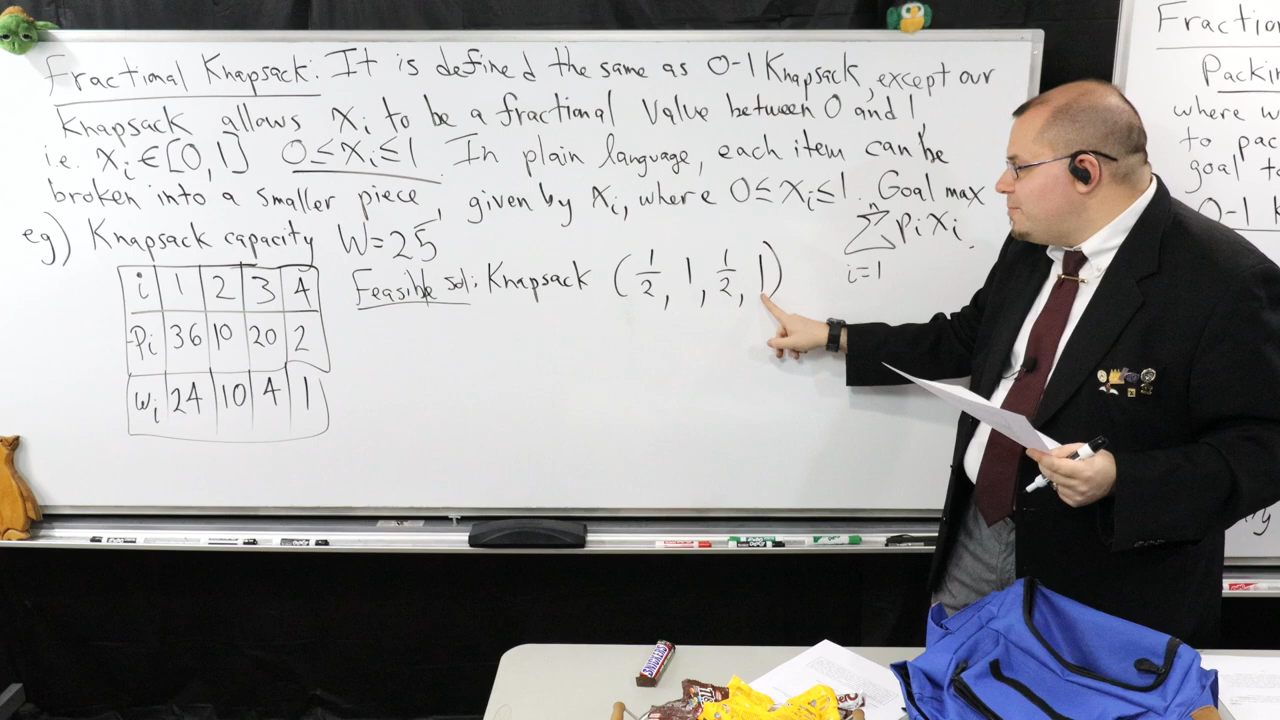 Fractional Knapsack: It is defined the same as 0-1 Knapsack, except our
Knapsack allows xi to be a fractional value between 0 and 1
i.e. xi ∈ [0,1] 0≤xi≤1. In plain language, each item can be
broken into a smaller piece, given by xi, where 0≤xi≤1. Goal max
n
∑ pixi.
i=1
eg) Knapsack capacity W=25
Feasible sol: Knapsack (1/2, 1, 1/2, 1)
i 1 2 3 4
Pi 36 10 20 2
Wi 24 10 4 1
Fractio
Packin
where w
to pac
goal to
0-1 K
SNICKERS